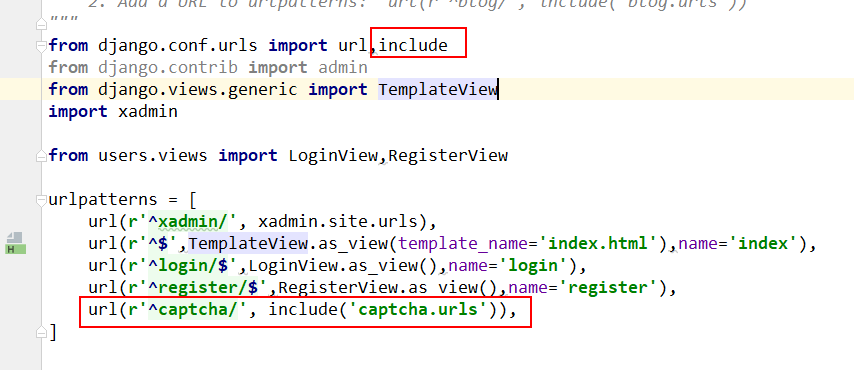 2. Add a URL to urlpatterns:  url(r'^blog/', include('blog.urls'))
"""
from django.conf.urls import url,include
from django.contrib import admin
from django.views.generic import TemplateView
import xadmin
from users.views import LoginView,RegisterView
urlpatterns = [
url(r'^xadmin/', xadmin.site.urls),
url(r'^$',TemplateView.as_view(template_name='index.html'),name='index'),
url(r'^login/$',LoginView.as_view(),name='login'),
url(r'^register/$',RegisterView.as_view(),name='register'),
url(r'^captcha/', include('captcha.urls')),
]
H